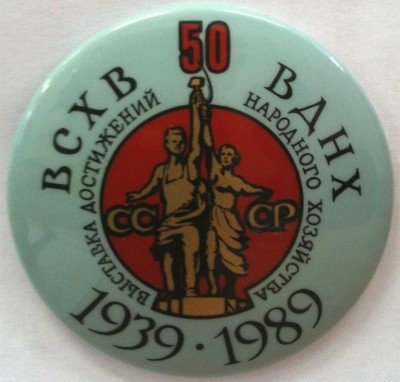 50
ВСХВ ВДНХ
ВЫСТАВКА ДОСТИЖЕНИЙ НАРОДНОГО ХОЗЯЙСТВА
СС СР
1939 · 1989